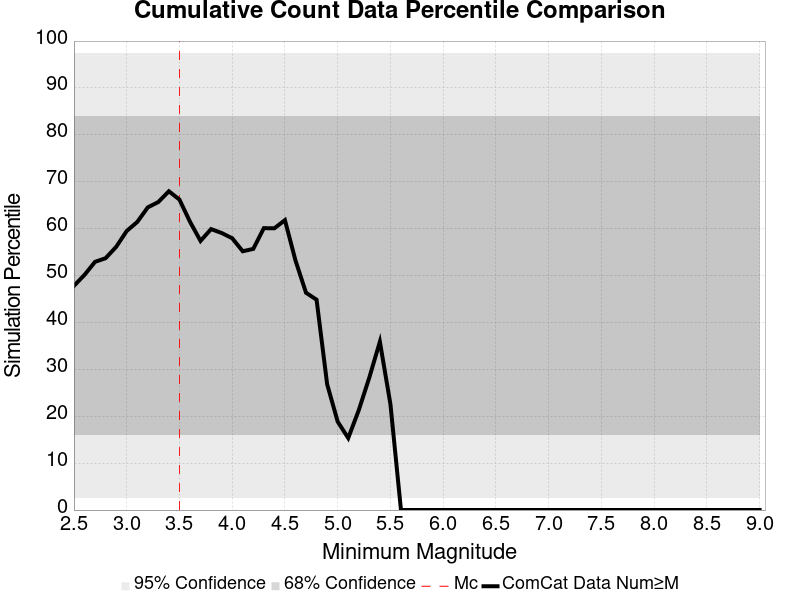 Cumulative Count Data Percentile Comparison
100
90
80
70
60
50
40
30
20
10
0
Simulation Percentile
2.5 3.0 3.5 4.0 4.5 5.0 5.5 6.0 6.5 7.0 7.5 8.0 8.5 9.0
Minimum Magnitude
95% Confidence 68% Confidence Mc ComCat Data Num≥M